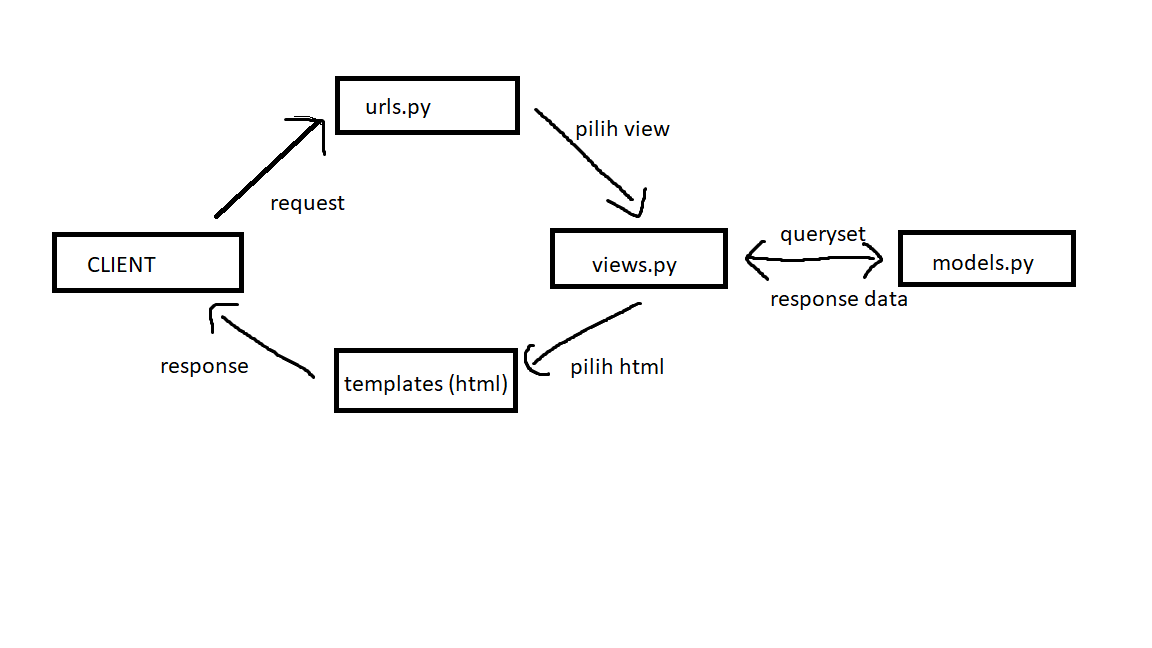 urls.py
pilih view
request
queryset
CLIENT
views.py
models.py
response data
response
pilih html
templates (html)